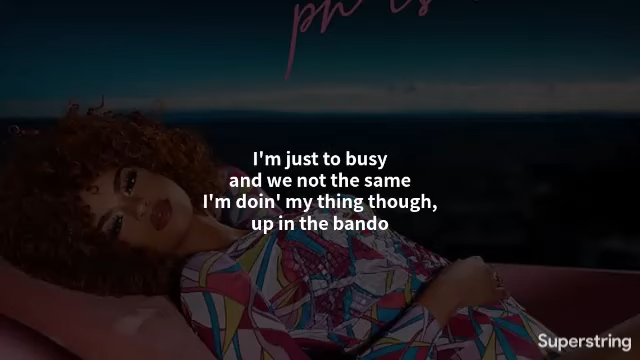 I'm just to busy
and we not the same
I'm doin' my thing though,
up in the bando
Superstring